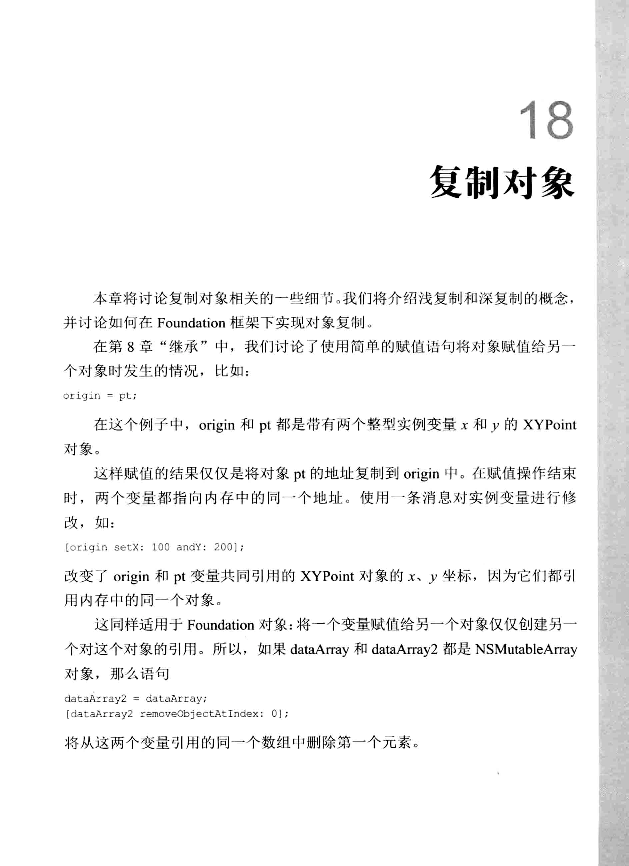 18
复制对象
本章将讨论复制对象相关的一些细节。我们将介绍浅复制和深复制的概念，
并讨论如何在 Foundation 框架下实现对象复制。
在第 8 章“继承”中，我们讨论了使用简单的赋值语句将对象赋值给另一
个对象时发生的情况，比如：
origin = pt;
在这个例子中，origin 和 pt 都是带有两个整型实例变量 x 和 y 的 XYPoint
对象。
这样赋值的结果仅仅是将对象 pt 的地址复制到 origin 中。在赋值操作结束
时，两个变量都指向内存中的同一个地址。使用一条消息对实例变量进行修
改，如：
[origin setX: 100 andY: 200];
改变了 origin 和 pt 变量共同引用的 XYPoint 对象的 x、y 坐标，因为它们都引
用内存中的同一个对象。
这同样适用于 Foundation 对象：将一个变量赋值给另一个对象仅仅创建另一
个对这个对象的引用。所以，如果 dataArray 和 dataArray2 都是 NSMutableArray
对象，那么语句
dataArray2 = dataArray;
[dataArray2 removeObjectAtIndex: 0];
将从这两个变量引用的同一个数组中删除第一个元素。